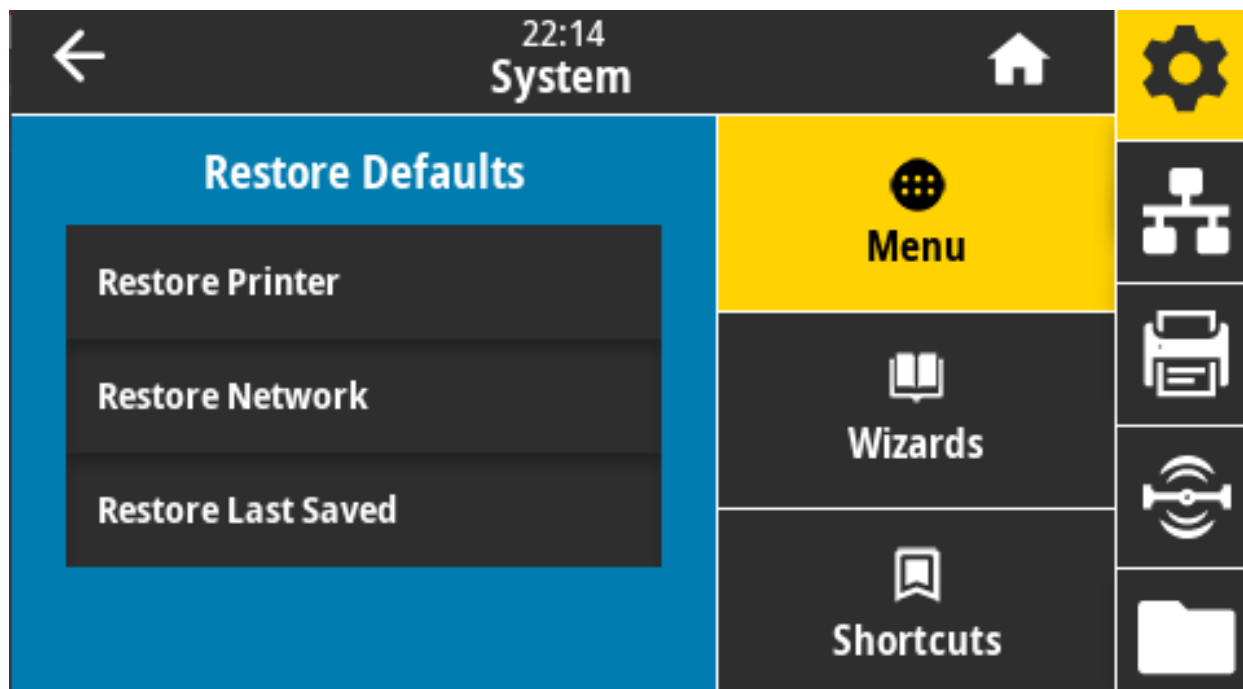 22:14
System
Restore Defaults
Restore Printer
Restore Network
Restore Last Saved
Menu
Wizards
Shortcuts